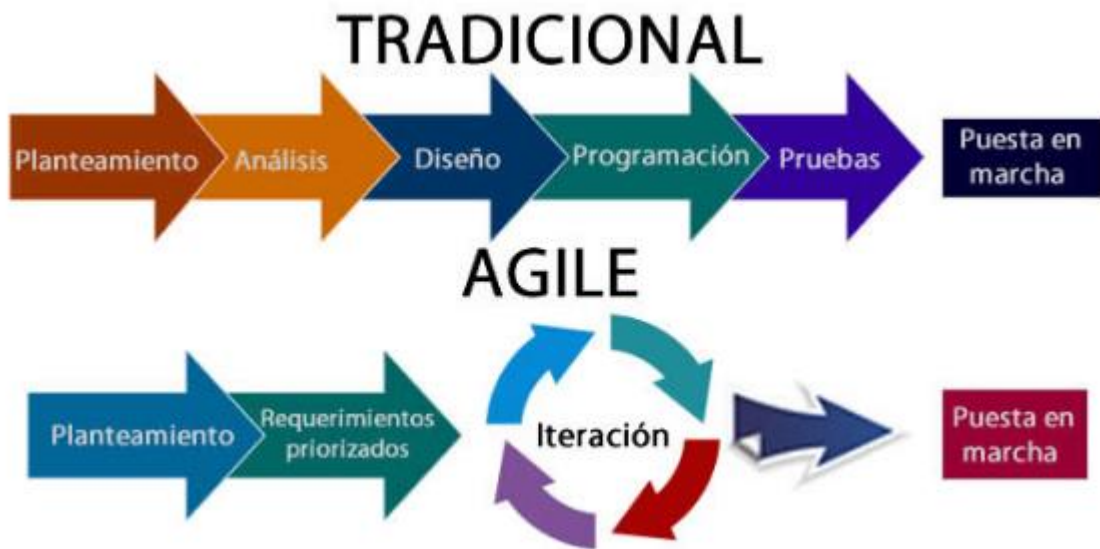 TRADICIONAL
Planteamiento
Análisis
Diseño
Programación
Pruebas
Puesta en
marcha
AGILE
Planteamiento
Requerimientos
priorizados
Iteración
Puesta en
marcha